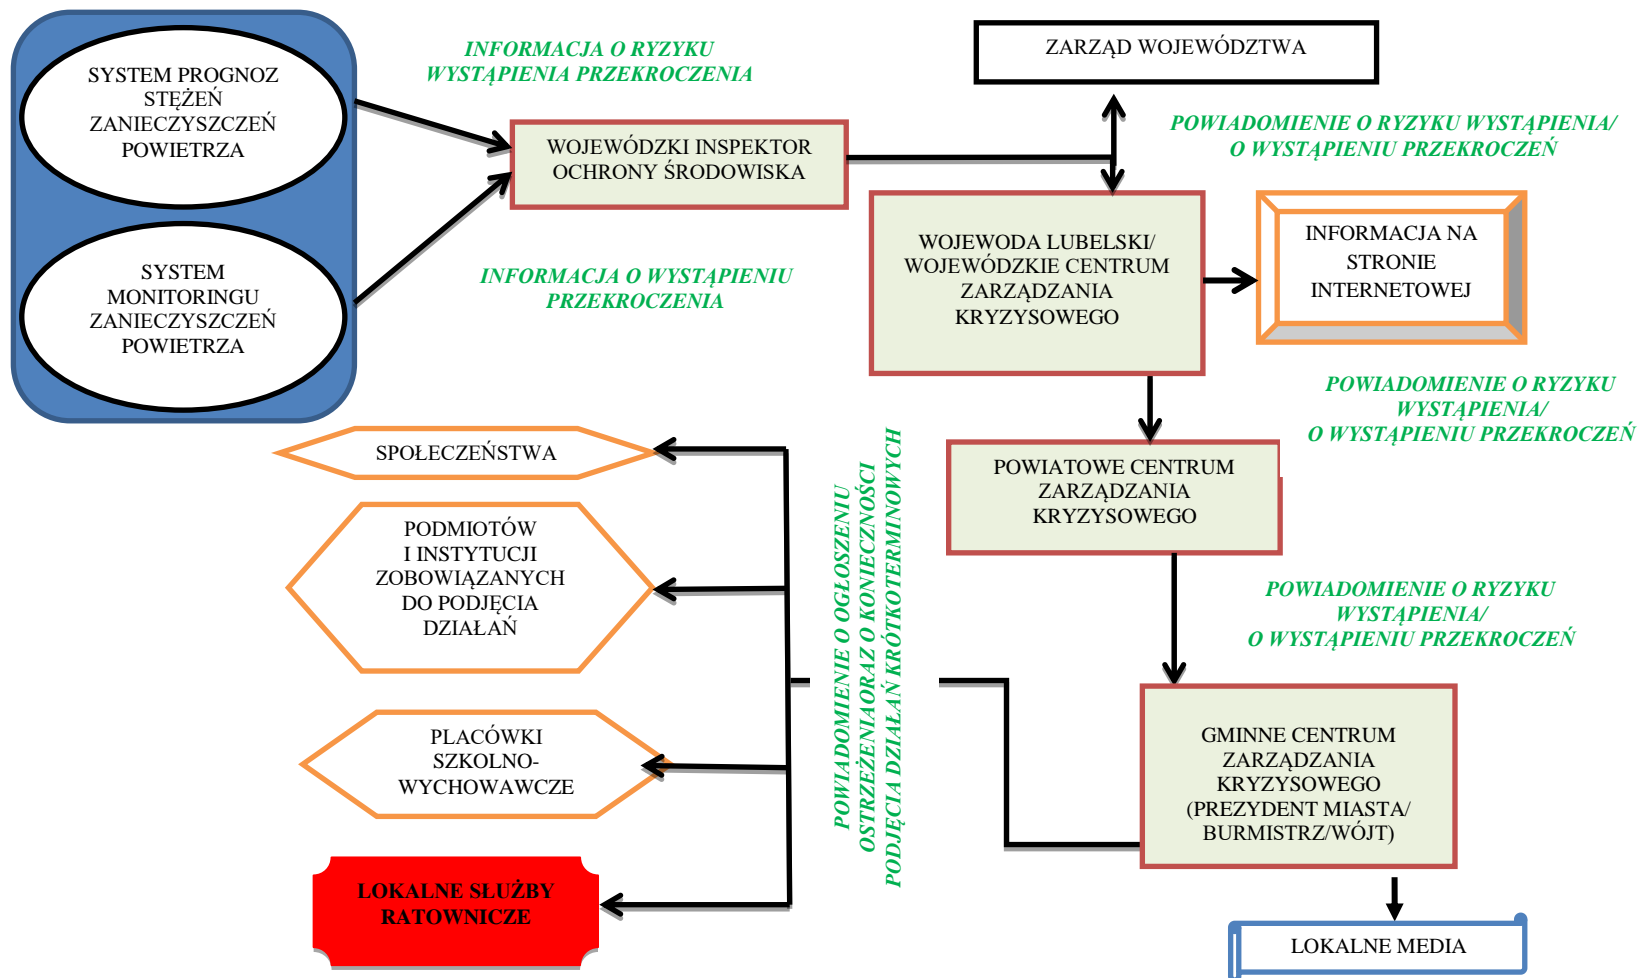 SYSTEM PROGNOZ
STĘŻEŃ
ZANIECZYSZCZEŃ
POWIETRZA
SYSTEM
MONITORINGU
ZANIECZYSZCZEŃ
POWIETRZA
INFORMACJA O RYZYKU
WYSTĄPIENIA PRZEKROCZENIA
INFORMACJA O WYSTĄPIENIU
PRZEKROCZENIA
WOJEWÓDZKI INSPEKTOR
OCHRONY ŚRODOWISKA
ZARZĄD WOJEWÓDZTWA
POWIADOMIENIE O RYZYKU WYSTĄPIENIA/
O WYSTĄPIENIU PRZEKROCZEŃ
WOJEWODA LUBELSKI/
WOJEWÓDZKIE CENTRUM
ZARZĄDZANIA
KRYZYSOWEGO
INFORMACJA NA
STRONIE
INTERNETOWEJ
POWIADOMIENIE O RYZYKU
WYSTĄPIENIA/
O WYSTĄPIENIU PRZEKROCZEŃ
POWIATOWE CENTRUM
ZARZĄDZANIA
KRYZYSOWEGO
POWIADOMIENIE O RYZYKU
WYSTĄPIENIA/
O WYSTĄPIENIU PRZEKROCZEŃ
GMINNE CENTRUM
ZARZĄDZANIA
KRYZYSOWEGO
(PREZYDENT MIASTA/
BURMISTRZ/WÓJT)
LOKALNE MEDIA
POWIADOMIENIE O OGŁOSZENIU
OSTRZEŻENIAORAZ O KONIECZNOŚCI
PODJĘCIA DZIAŁAŃ KRÓTKOTERMINOWYCH
SPOŁECZEŃSTWA
PODMIOTÓW
I INSTYTUCJI
ZOBOWIĄZANYCH
DO PODJĘCIA
DZIAŁAŃ
PLACÓWKI
SZKOLNO-
WYCHOWAWCZE
LOKALNE SŁUŻBY
RATOWNICZE